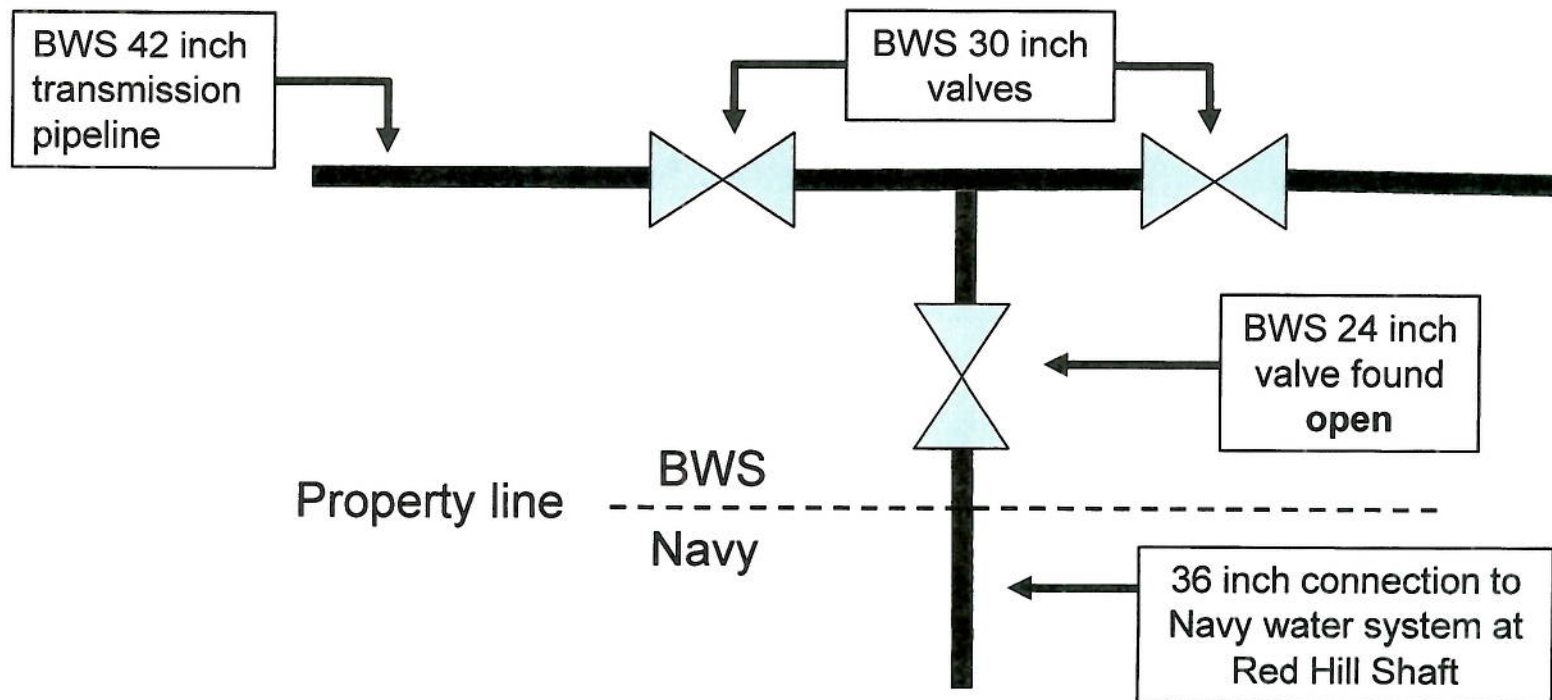 BWS 42 inch
transmission
pipeline
BWS 30 inch
valves
BWS 24 inch
valve found
open
BWS
Property line
Navy
36 inch connection to
Navy water system at
Red Hill Shaft